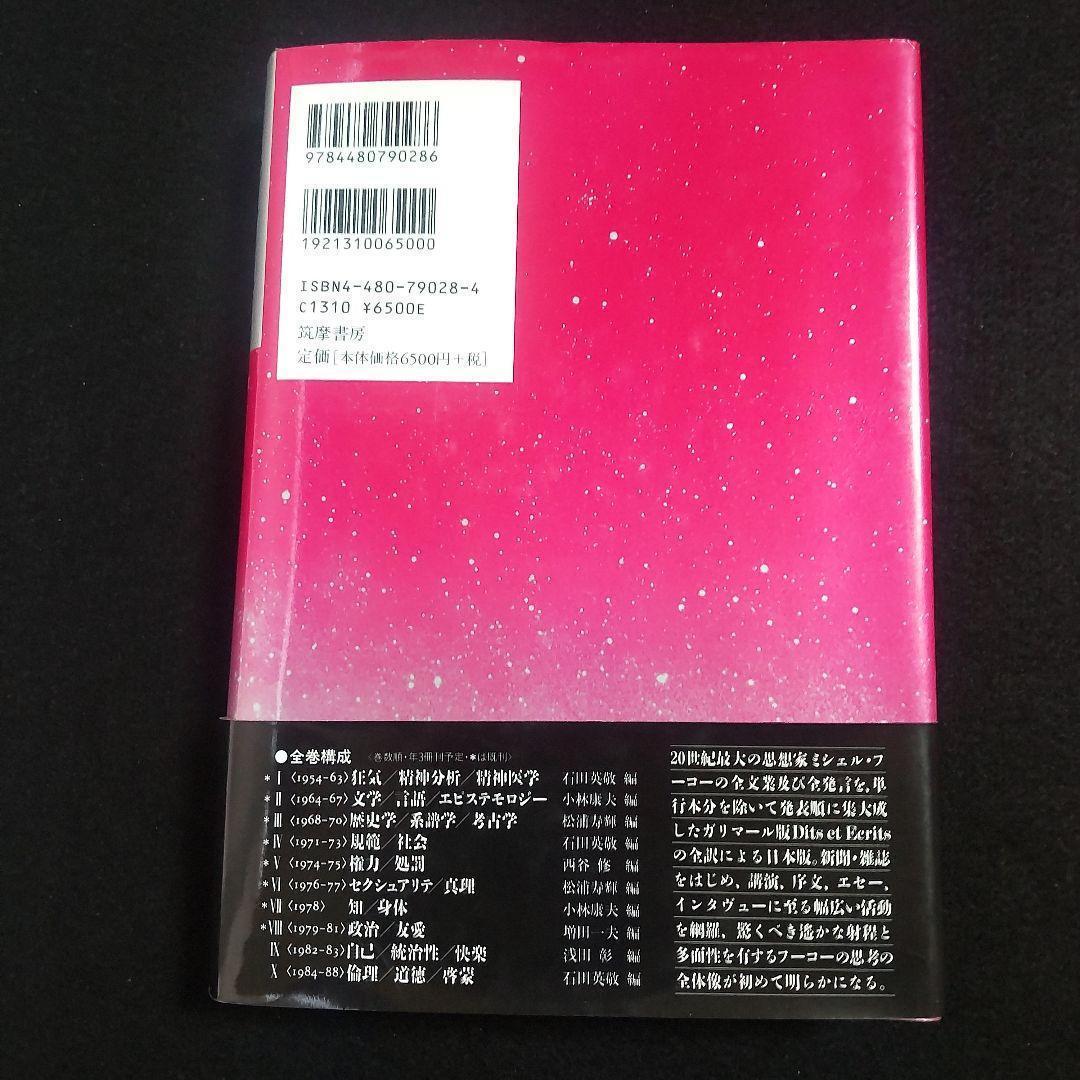 9784480790286
1921310065000
ISBN4-480-79028-4
C1310 ¥6500E
筑摩書房
定価[本体価格6500円+税]
●全巻構成 〈巻数順・年3冊刊予定・*は既刊〉
*Ⅰ〈1954-63〉狂気/精神分析/精神医学 石田英敬 編
*Ⅱ〈1964-67〉文学/言語/エピステモロジー 小林康夫 編
*Ⅲ〈1968-70〉歴史学/系譜学/考古学 松浦寿輝 編
*Ⅳ〈1971-73〉規範/社会 石田英敬 編
*Ⅴ〈1974-75〉権力/処罰 西谷 修 編
*Ⅵ〈1976-77〉セクシュアリテ/真理 松浦寿輝 編
*Ⅶ〈1978〉 知/身体 小林康夫 編
*Ⅷ〈1979-81〉政治/友愛 増田一夫 編
Ⅸ〈1982-83〉自己/統治性/快楽 浅田 彰 編
Ⅹ〈1984-88〉倫理/道徳/啓蒙 石田英敬 編
20世紀最大の思想家ミシェル・フ
ーコーの全文業及び全発言を、単
行本分を除いて発表順に集大成
したガリマール版Dits et Ecrits
の全訳による日本版。新聞・雑誌
をはじめ、講演、序文、エセー、
インタヴューに至る幅広い活動
を網羅、驚くべき遙かな射程と
多面性を有するフーコーの思考の
全体像が初めて明らかになる。